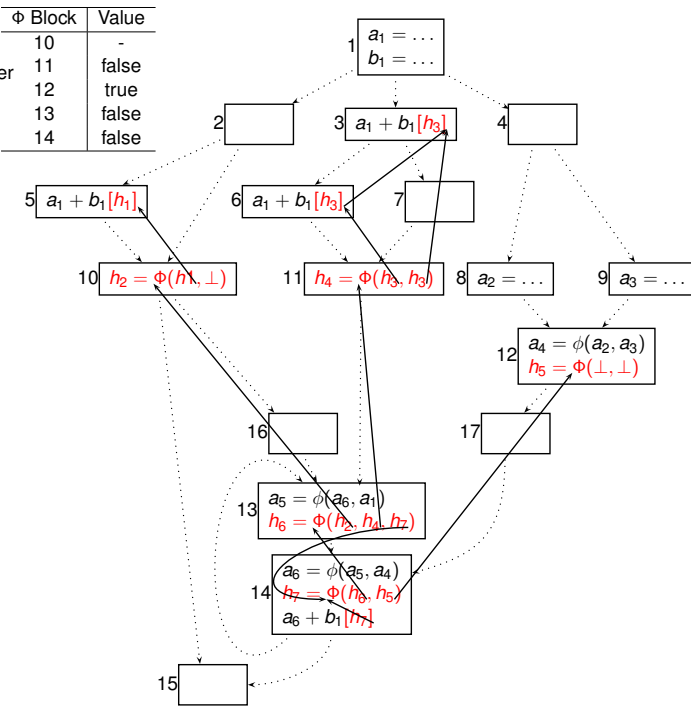 Φ Block Value
10 -
er 11 false
12 true
13 false
14 false
1 a₁ = …
b₁ = …
2
3 a₁ + b₁[h₃]
4
5 a₁ + b₁[h₁]
6 a₁ + b₁[h₃]
7
10 h₂ = Φ(h1, ⊥)
11 h₄ = Φ(h₃, h₃)
8 a₂ = …
9 a₃ = …
12 a₄ = ϕ(a₂, a₃)
h₅ = Φ(⊥, ⊥)
16
17
13 a₅ = ϕ(a₆, a₁)
h₆ = Φ(h₂, h₄, h₇)
14 a₆ = ϕ(a₅, a₄)
h₇ = Φ(h₆, h₅)
a₆ + b₁[h₇]
15